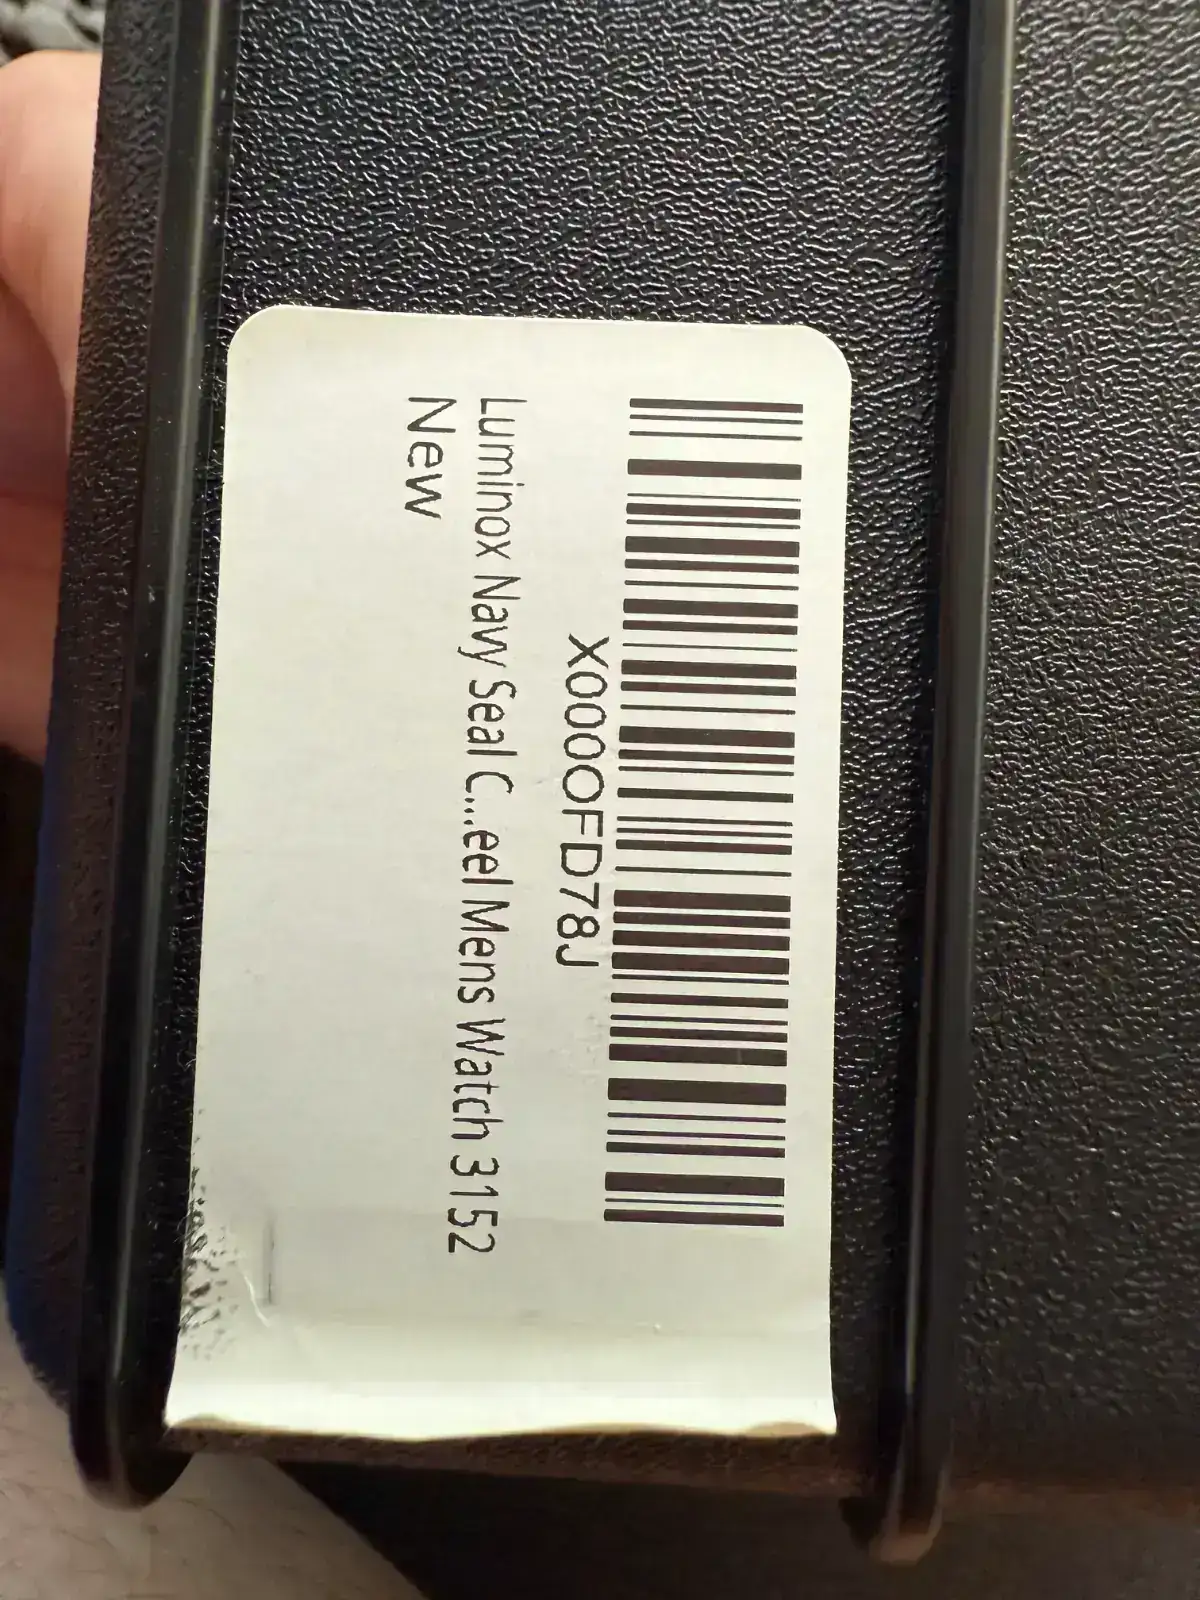 X000OFD78J
Luminox Navy Seal C...eel Mens Watch 3152
New